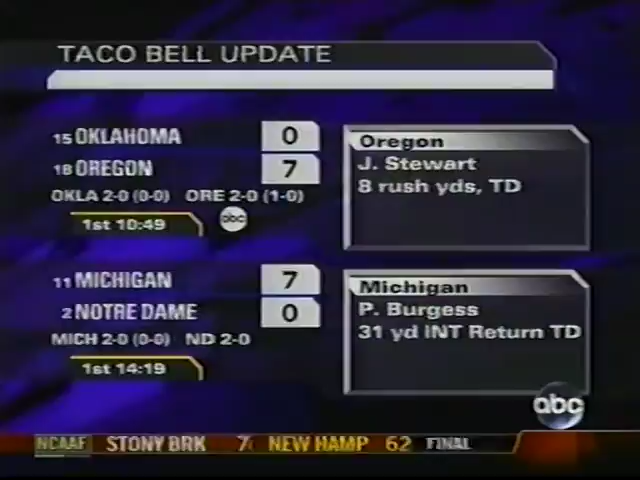 TACO BELL UPDATE
15 OKLAHOMA 0
18 OREGON 7
OKLA 2-0 (0-0) ORE 2-0 (1-0)
1st 10:49 abc
Oregon
J. Stewart
8 rush yds, TD
11 MICHIGAN 7
2 NOTRE DAME 0
MICH 2-0 (0-0) ND 2-0
1st 14:19
Michigan
P. Burgess
31 yd INT Return TD
abc
NCAAF STONY BRK 7 NEW HAMP 62 FINAL